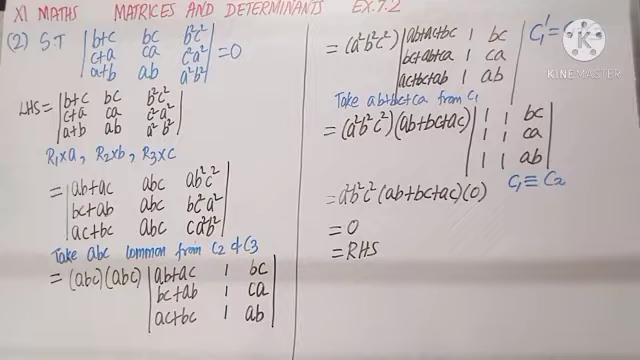 XI MATHS MATRICES AND DETERMINANTS EX.7.2
(2) S.T |b+c bc b²c²|
|c+a ca c²a²| = 0
|a+b ab a²b²|
LHS = |b+c bc b²c²|
|c+a ca c²a²|
|a+b ab a²b²|
R₁×a, R₂×b, R₃×c
= |ab+ac abc ab²c²|
|bc+ab abc b²c²a²|
|ac+bc abc ca²b²|
Take abc common from C₂ & C₃
= (abc)(abc) |ab+ac 1 bc|
|bc+ab 1 ca|
|ac+bc 1 ab|
= (a²b²c²) |ab+ac+bc 1 bc| C₁' =
|bc+ab+ca 1 ca|
|ac+bc+ab 1 ab|
Take ab+bc+ca from C₁
= (a²b²c²)(ab+bc+ac) |1 1 bc|
|1 1 ca|
|1 1 ab|
C₁ ≡ C₂
= a²b²c² (ab+bc+ac)(0)
= 0
= RHS
KINEMASTER